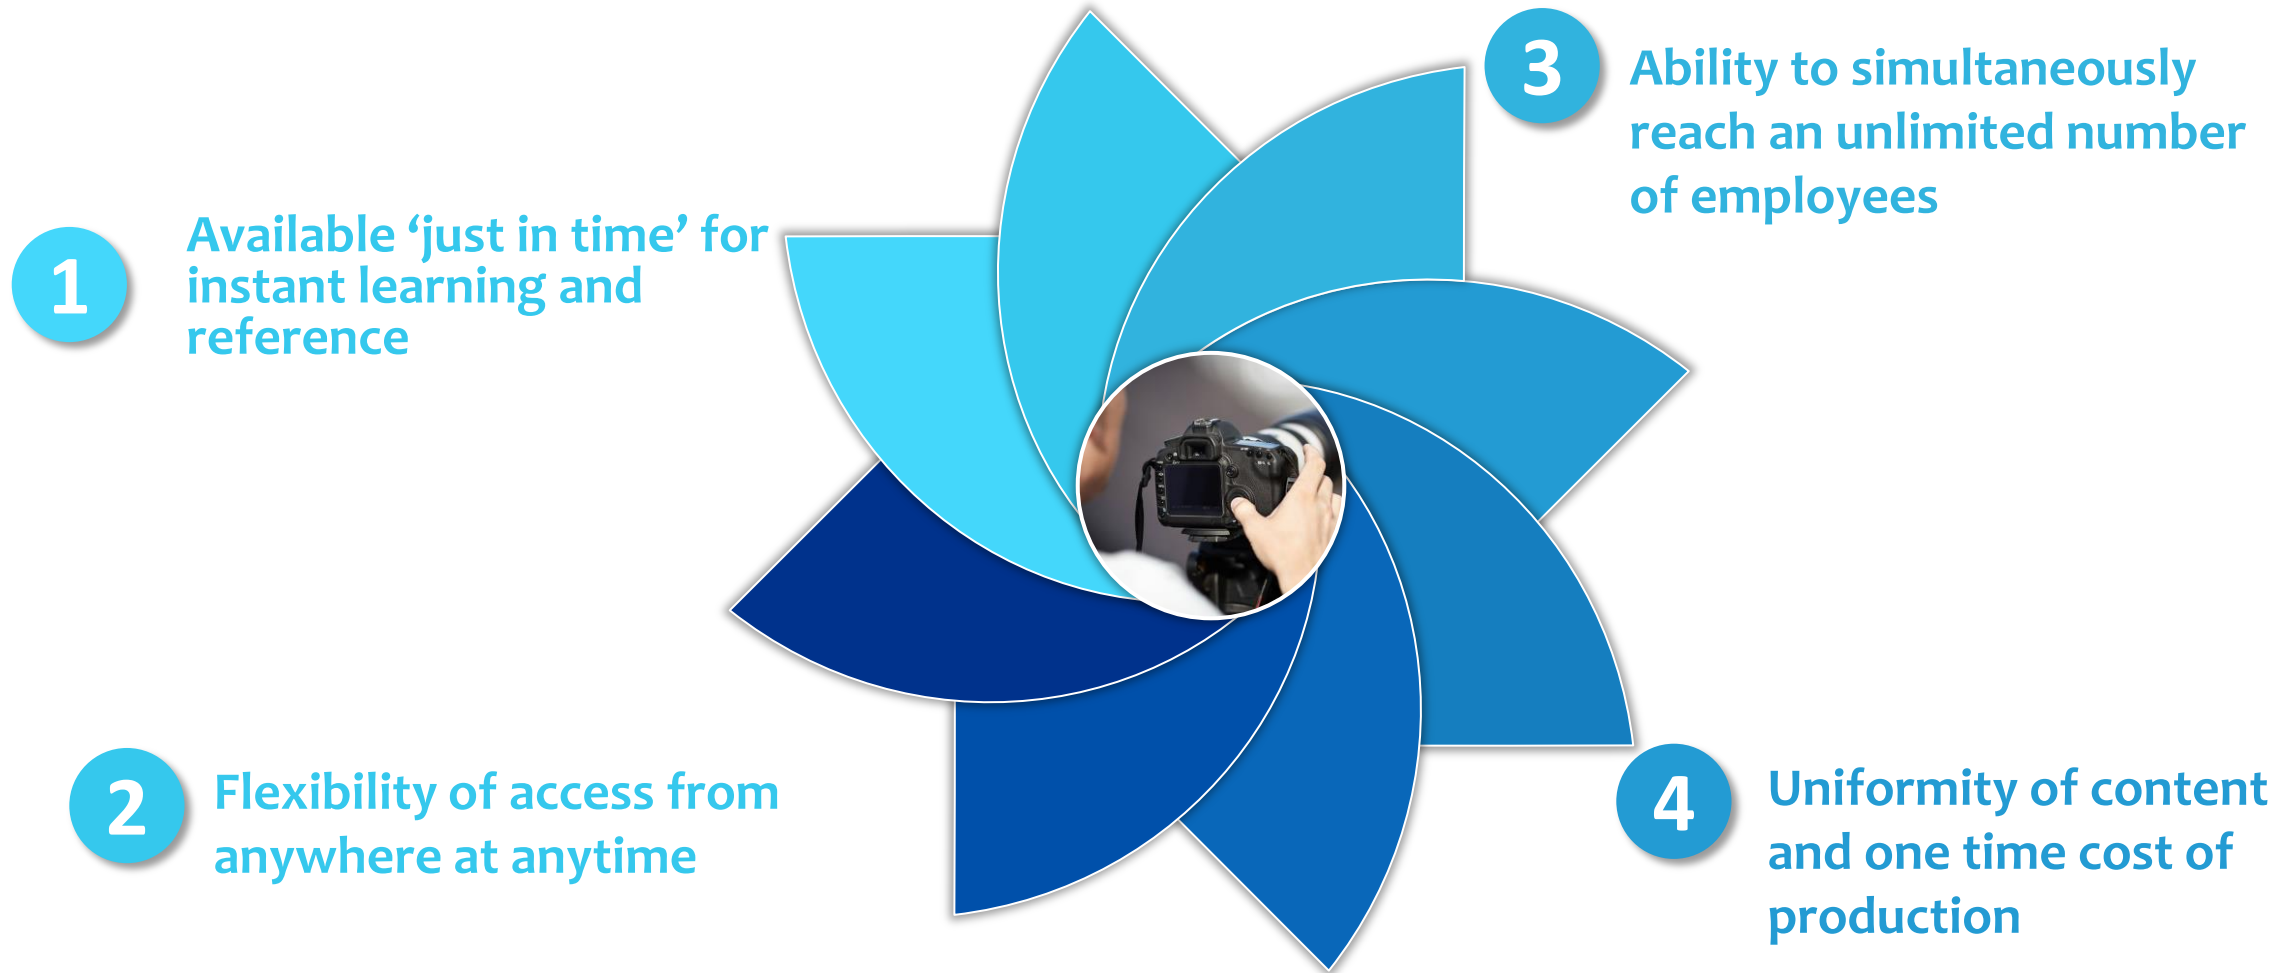 1
Available ‘just in time’ for
instant learning and
reference
2
Flexibility of access from
anywhere at anytime
3
Ability to simultaneously
reach an unlimited number
of employees
4
Uniformity of content
and one time cost of
production